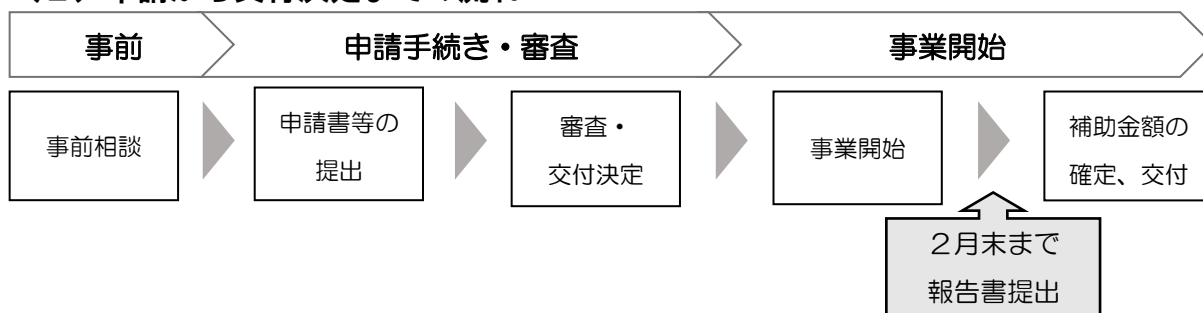 事前
申請手続き・審査
事業開始
事前相談
申請書等の
提出
審査・
交付決定
事業開始
補助金額の
確定、交付
２月末まで
報告書提出